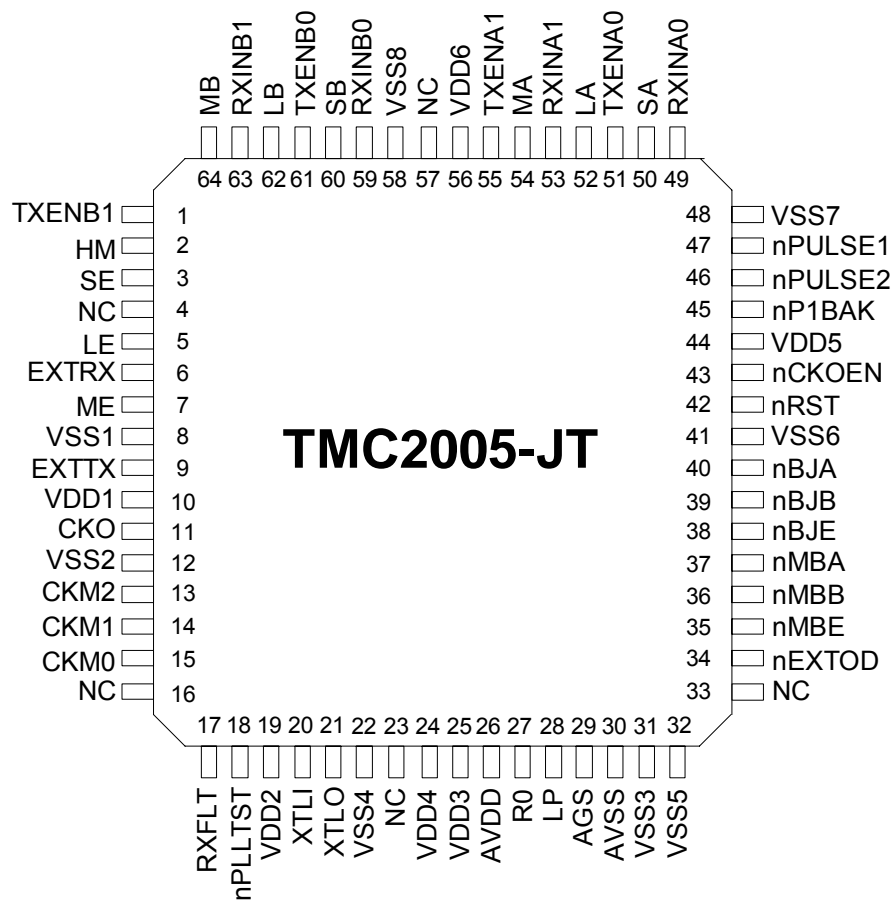 MB RXINB1 LB TXENB0 SB RXINB0 VSS8 NC VDD6 TXENA1 MA RXINA1 LA TXENA0 SA RXINA0
64 63 62 61 60 59 58 57 56 55 54 53 52 51 50 49
TXENB1 1 48 VSS7
HM 2 47 nPULSE1
SE 3 46 nPULSE2
NC 4 45 nP1BAK
LE 5 44 VDD5
EXTRX 6 43 nCKOEN
ME 7 42 nRST
VSS1 8 41 VSS6
TMC2005-JT
EXTTX 9 40 nBJA
VDD1 10 39 nBJB
CKO 11 38 nBJE
VSS2 12 37 nMBA
CKM2 13 36 nMBB
CKM1 14 35 nMBE
CKM0 15 34 nEXTOD
NC 16 33 NC
17 18 19 20 21 22 23 24 25 26 27 28 29 30 31 32
RXFLT nPLLTST VDD2 XTLI XTLO VSS4 NC VDD4 VDD3 AVDD R0 LP AGS AVSS VSS3 VSS5